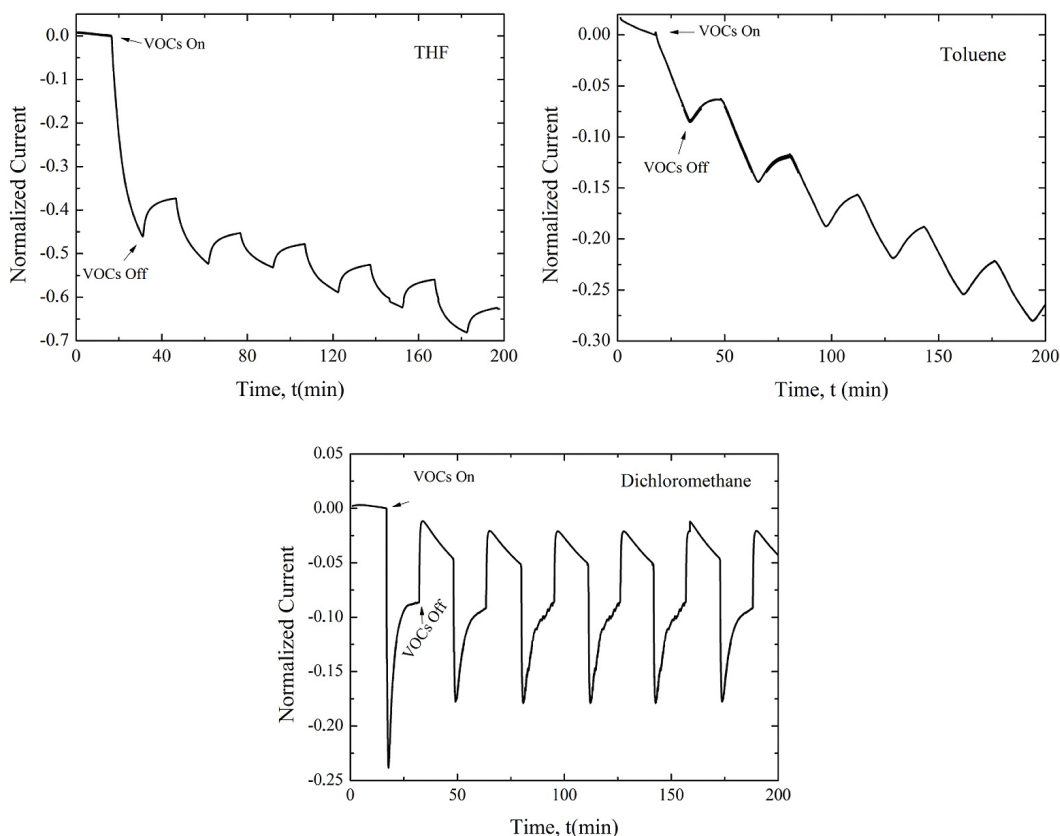 0.0
-0.1
-0.2
-0.3
-0.4
-0.5
-0.6
-0.7
0
40
80
120
160
200
Normalized Current
Time, t(min)
VOCs On
VOCs Off
THF
0.00
-0.05
-0.10
-0.15
-0.20
-0.25
-0.30
0
50
100
150
200
Normalized Current
Time, t (min)
VOCs On
VOCs Off
Toluene
0.05
0.00
-0.05
-0.10
-0.15
-0.20
-0.25
0
50
100
150
200
Normalized Current
Time, t(min)
VOCs On
VOCs Off
Dichloromethane